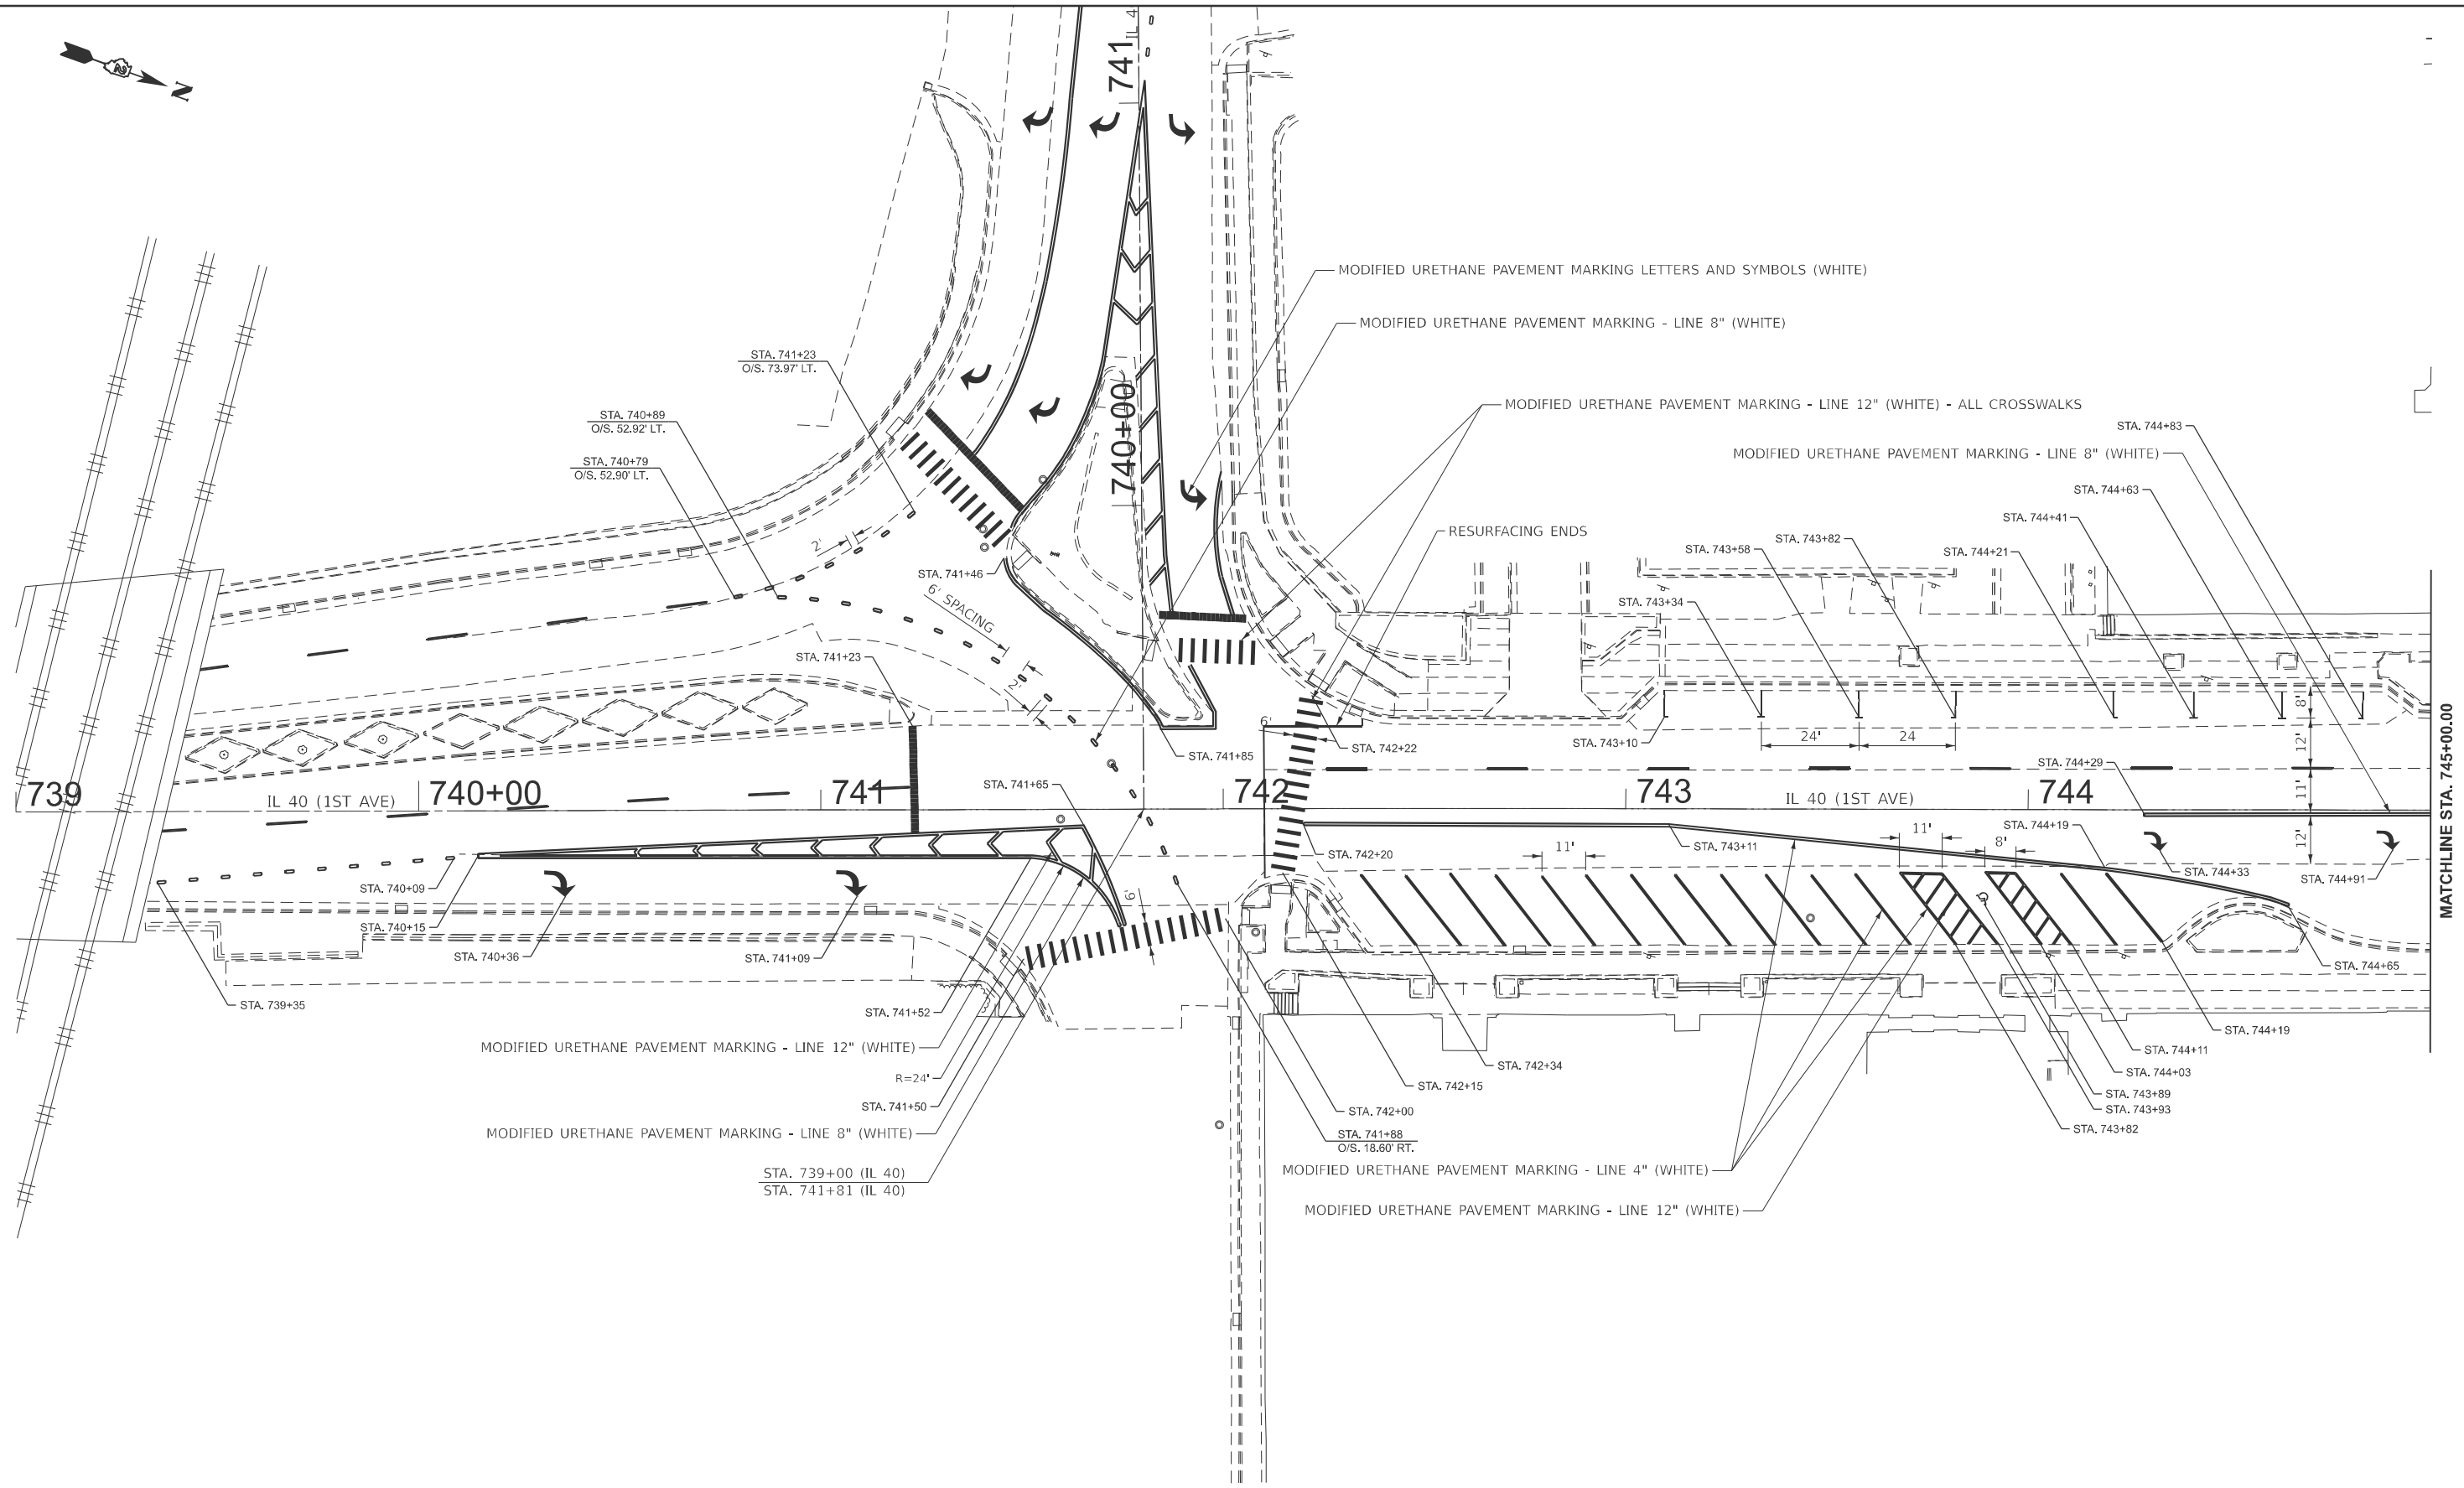 IL 4
741
N
MODIFIED URETHANE PAVEMENT MARKING LETTERS AND SYMBOLS (WHITE)
MODIFIED URETHANE PAVEMENT MARKING - LINE 8" (WHITE)
STA. 741+23
O/S. 73.97' LT.
740+00
MODIFIED URETHANE PAVEMENT MARKING - LINE 12" (WHITE) - ALL CROSSWALKS
STA. 740+89
O/S. 52.92' LT.
STA. 744+83
MODIFIED URETHANE PAVEMENT MARKING - LINE 8" (WHITE)
STA. 740+79
O/S. 52.90' LT.
STA. 744+63
STA. 744+41
RESURFACING ENDS
STA. 743+82
STA. 743+58
STA. 744+21
2'
STA. 741+46
6' SPACING
STA. 743+34
STA. 741+23
2'
8'
MATCHLINE STA. 745+00.00
6'
STA. 742+22
STA. 743+10
24'
24
12'
STA. 741+85
STA. 744+29
11'
STA. 741+65
739
IL 40 (1ST AVE)
740+00
741
742
743
IL 40 (1ST AVE)
744
STA. 744+19
12'
11'
8'
STA. 743+11
STA. 742+20
11'
STA. 744+33
STA. 744+91
STA. 740+09
6'
STA. 740+15
STA. 740+36
STA. 741+09
STA. 744+65
STA. 739+35
STA. 741+52
STA. 744+19
MODIFIED URETHANE PAVEMENT MARKING - LINE 12" (WHITE)
STA. 744+11
STA. 742+34
STA. 744+03
R=24'
STA. 742+15
STA. 743+89
STA. 741+50
STA. 742+00
STA. 743+93
STA. 743+82
MODIFIED URETHANE PAVEMENT MARKING - LINE 8" (WHITE)
STA. 741+88
O/S. 18.60' RT.
STA. 739+00 (IL 40)
STA. 741+81 (IL 40)
MODIFIED URETHANE PAVEMENT MARKING - LINE 4" (WHITE)
MODIFIED URETHANE PAVEMENT MARKING - LINE 12" (WHITE)